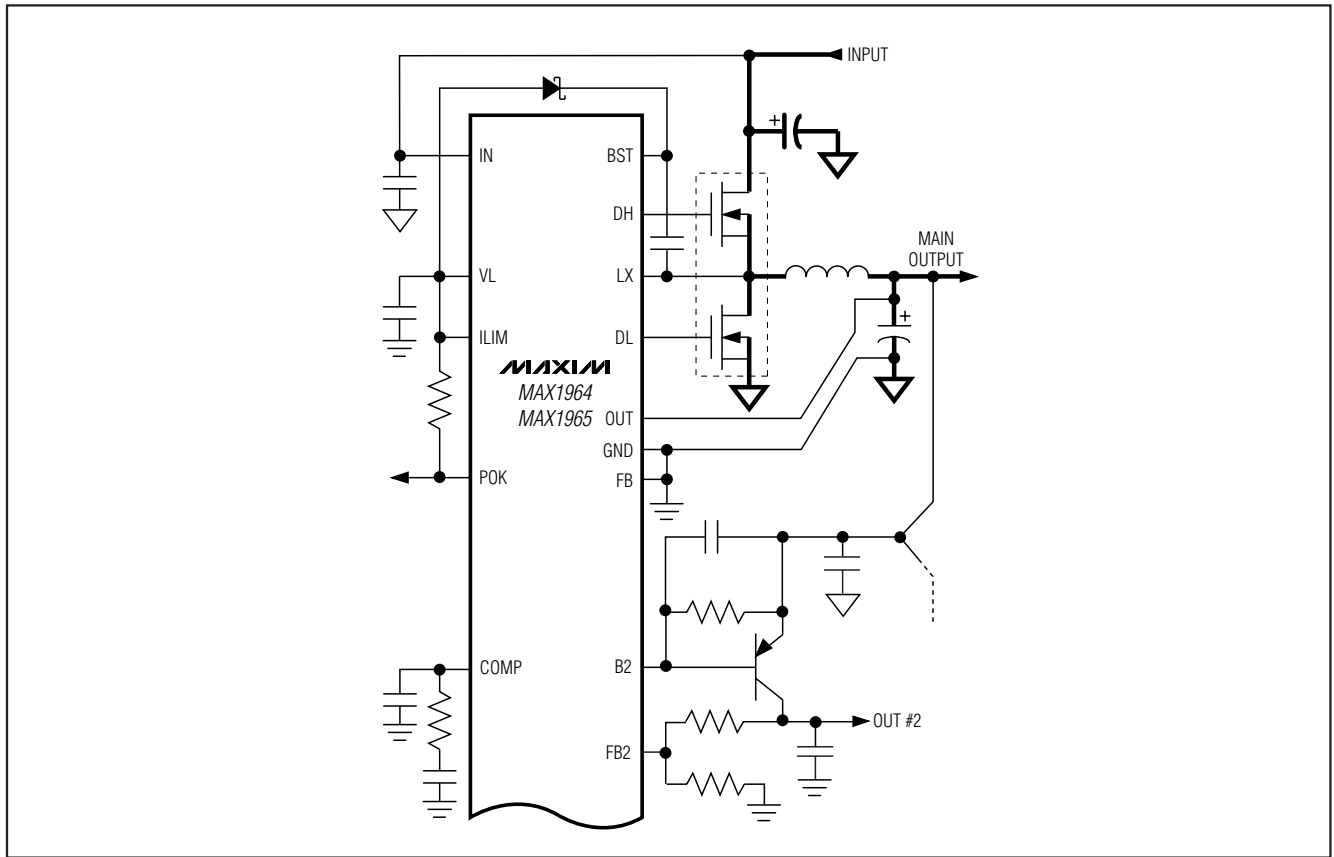 INPUT
IN
BST
DH
MAIN
OUTPUT
VL
LX
ILIM
DL
MAXIM
MAX1964
MAX1965
OUT
GND
POK
FB
COMP
B2
OUT #2
FB2
+
+